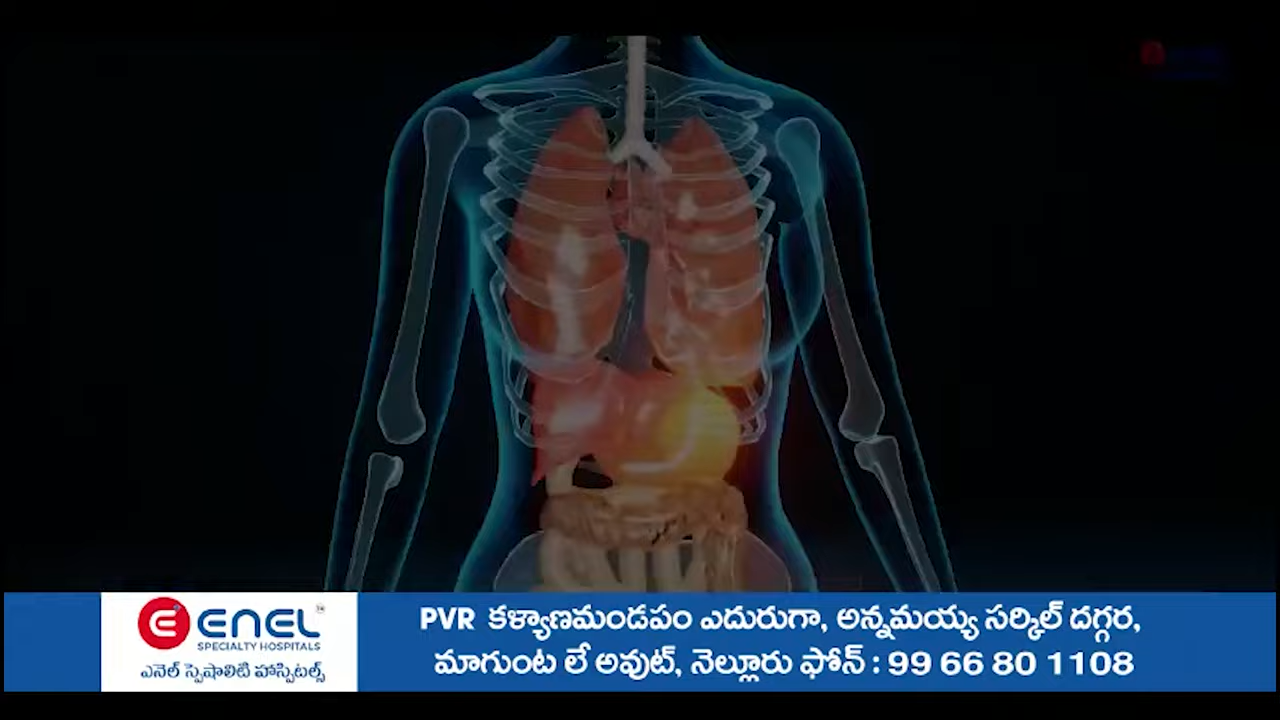 ENEL
SPECIALTY HOSPITALS
ఎనెల్ స్పెషాలిటి హాస్పిటల్స్
PVR కళ్యాణమండపం ఎదురుగా, అన్నమయ్య సర్కిల్ దగ్గర,
మాగుంట లే అవుట్, నెల్లూరు ఫోన్ : 99 66 80 1108